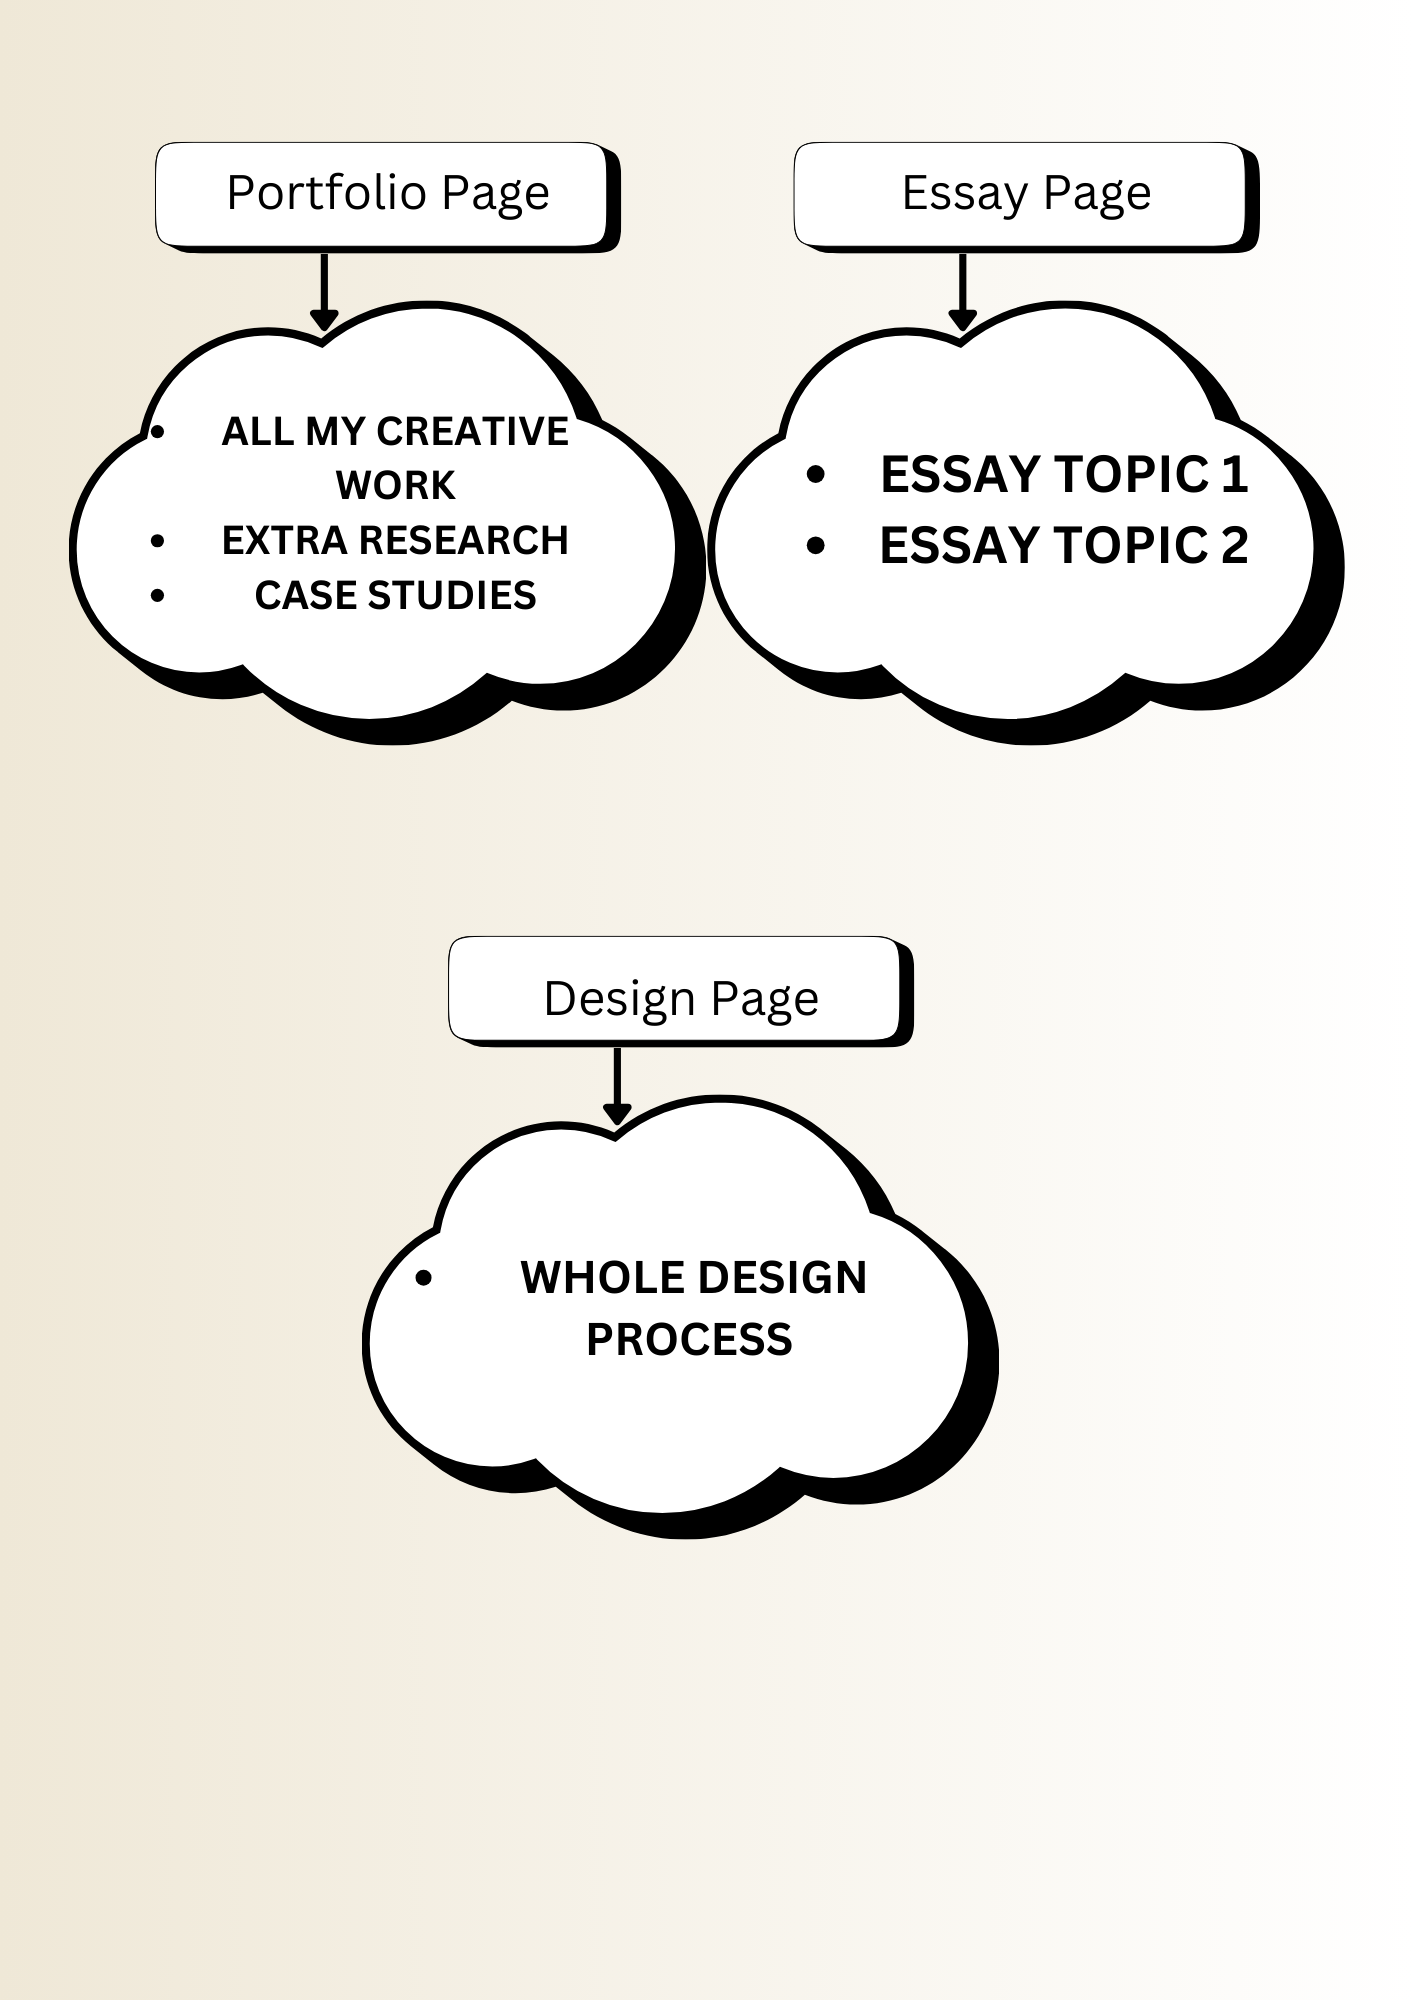 Portfolio Page
• ALL MY CREATIVE
WORK
• EXTRA RESEARCH
• CASE STUDIES
Essay Page
• ESSAY TOPIC 1
• ESSAY TOPIC 2
Design Page
• WHOLE DESIGN
PROCESS